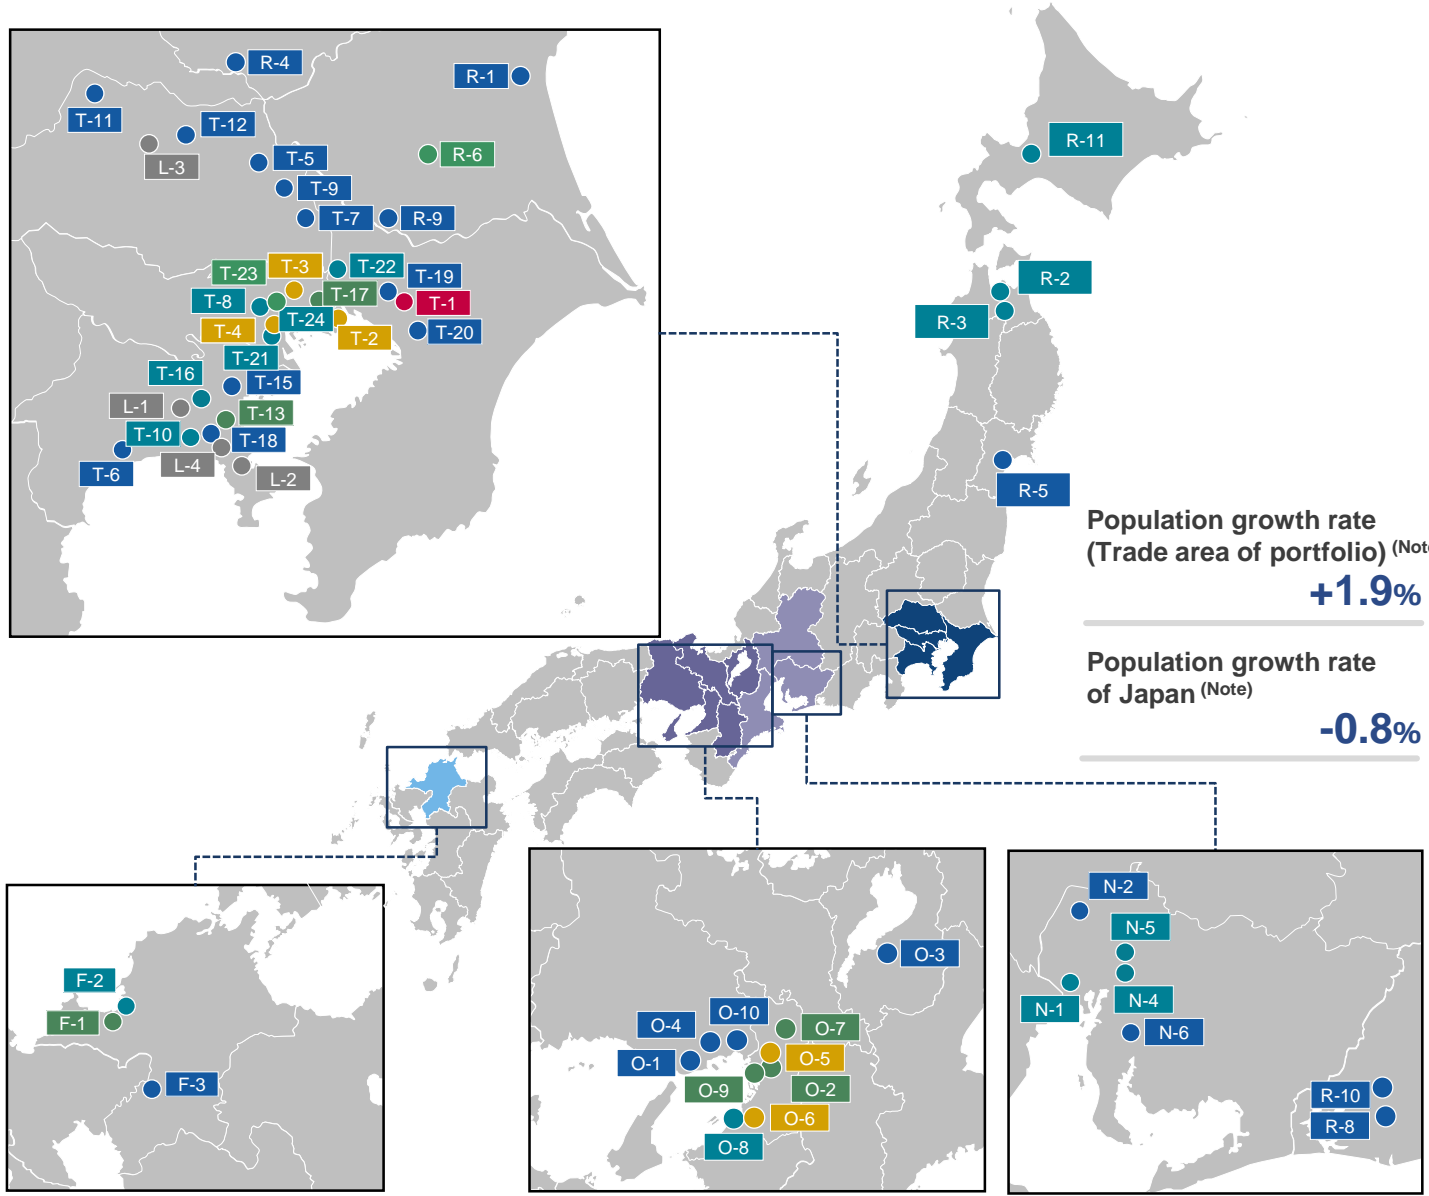 R-4
R-1
T-11
T-12
L-3
T-5
R-6
T-9
T-7
R-9
T-3
T-22
T-23
T-19
T-17
T-8
T-1
T-24
T-4
T-2
T-20
T-21
T-16
T-15
L-1
T-13
T-10
T-18
L-4
T-6
L-2
R-11
R-2
R-3
R-5
Population growth rate
(Trade area of portfolio) (Not
+1.9%
Population growth rate
of Japan (Note)
-0.8%
F-2
F-1
F-3
O-3
O-10
O-4
O-7
O-1
O-5
O-9
O-2
O-6
O-8
N-2
N-5
N-4
N-1
N-6
R-10
R-8